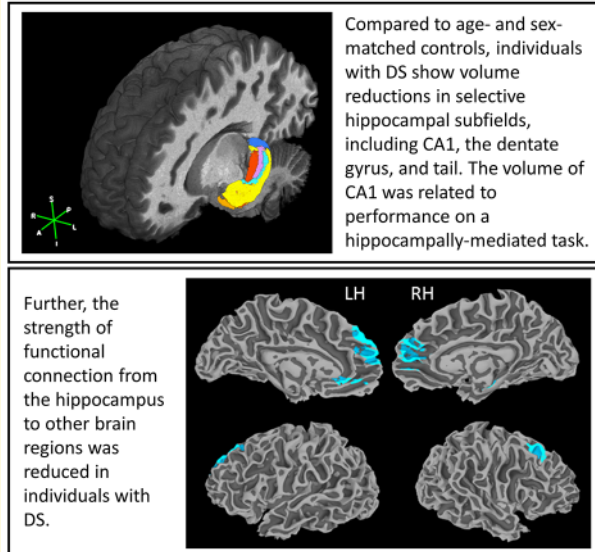 Compared to age- and sex-
matched controls, individuals
with DS show volume
reductions in selective
hippocampal subfields,
including CA1, the dentate
gyrus, and tail. The volume of
CA1 was related to
performance on a
hippocampally-mediated task.
S
R P
A L
I
Further, the
strength of
functional
connection from
the hippocampus
to other brain
regions was
reduced in
individuals with
DS.
LH RH